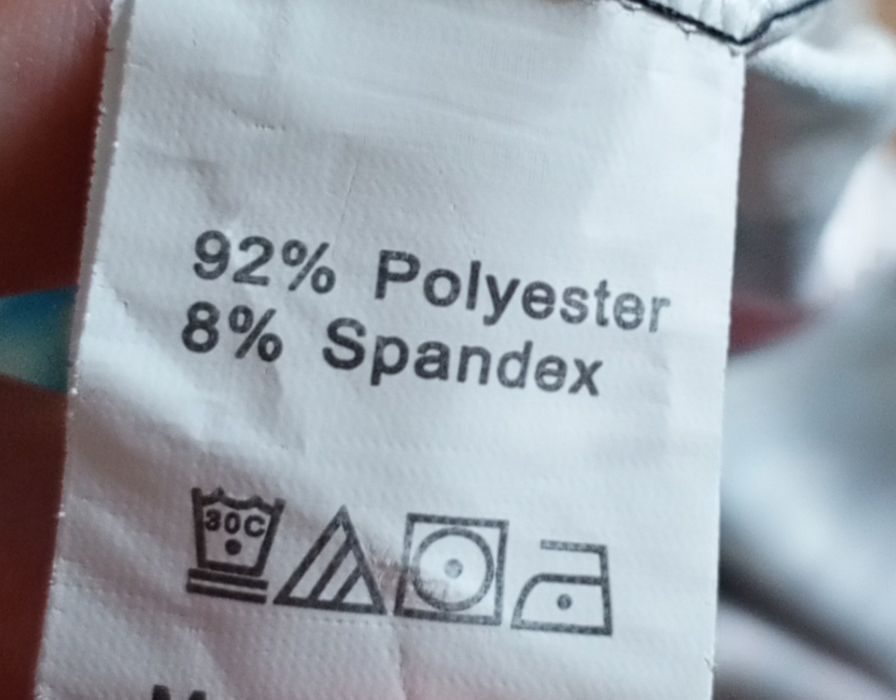 92% Polyester
8% Spandex
30C